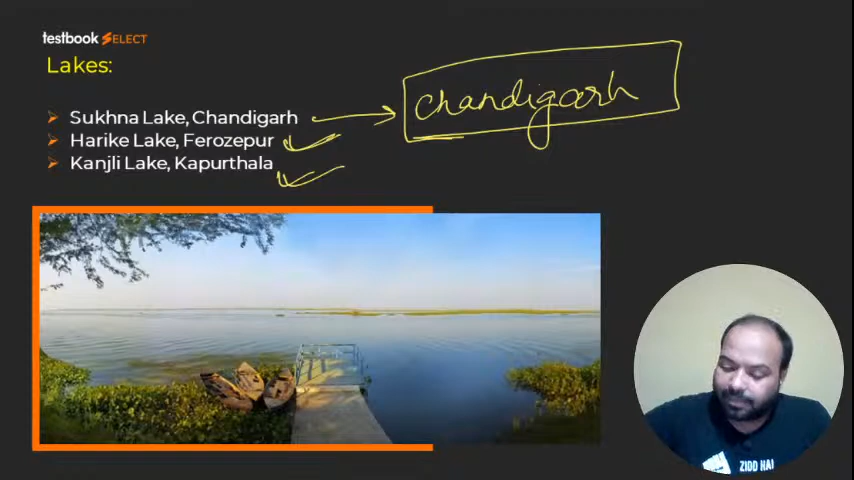 testbook SELECT
Lakes:
Sukhna Lake, Chandigarh
chandigarh
Harike Lake, Ferozepur
Kanjli Lake, Kapurthala
ZIDD HAI